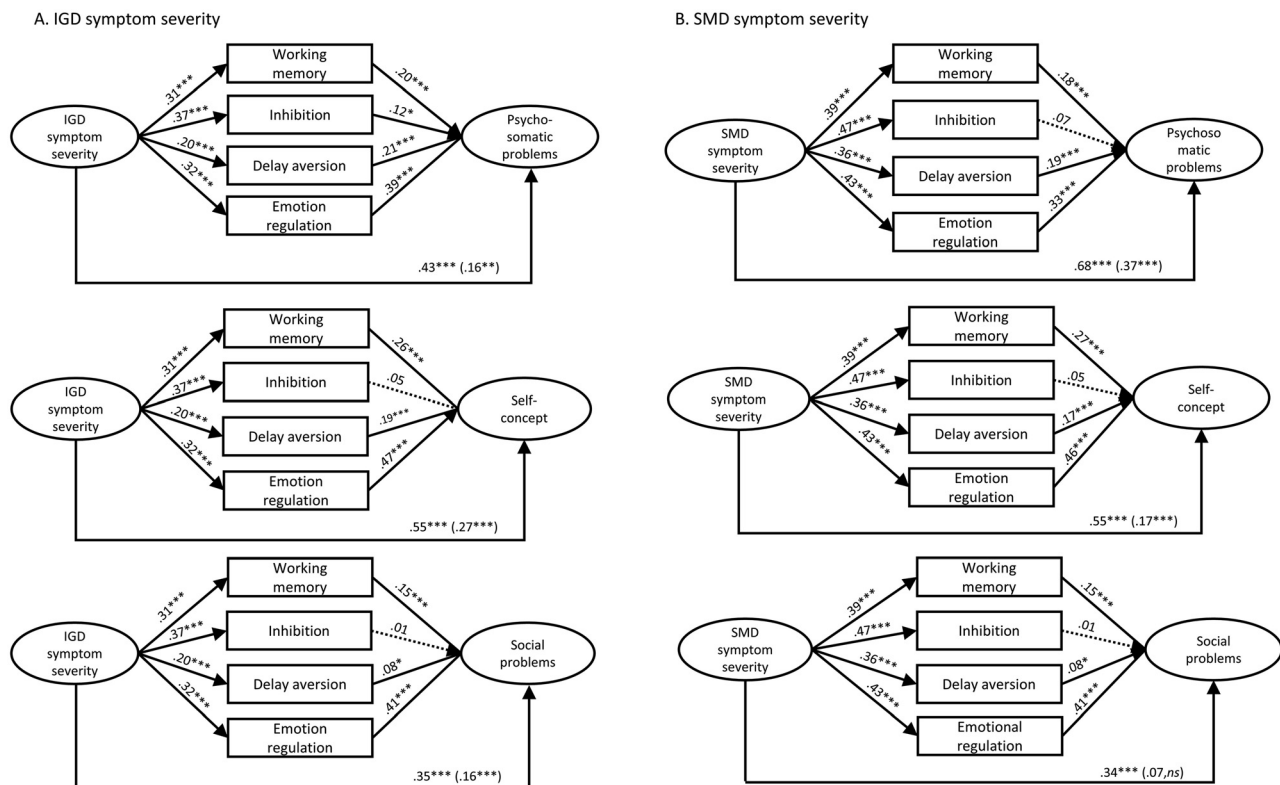 A. IGD symptom severity
IGD
symptom
severity
.31***
.37***
.20***
.32***
Working
memory
Inhibition
Delay aversion
Emotion
regulation
.20***
.12*
.21***
.39***
Psycho-
somatic
problems
.43*** (.16**)
IGD
symptom
severity
.31***
.37***
.20***
.32***
Working
memory
Inhibition
Delay aversion
Emotion
regulation
.26***
.05
.19***
.47***
Self-
concept
.55*** (.27***)
IGD
symptom
severity
.31***
.37***
.20***
.32***
Working
memory
Inhibition
Delay aversion
Emotion
regulation
.15***
.01
.08*
.41***
Social
problems
.35*** (.16***)
B. SMD symptom severity
SMD
symptom
severity
.39***
.47***
.36***
.43***
Working
memory
Inhibition
Delay aversion
Emotion
regulation
.18***
.07
.19***
.33***
Psychoso
matic
problems
.68*** (.37***)
SMD
symptom
severity
.39***
.47***
.36***
.43***
Working
memory
Inhibition
Delay aversion
Emotion
regulation
.27***
.05
.17***
.46***
Self-
concept
.55*** (.17***)
SMD
symptom
severity
.39***
.47***
.36***
.43***
Working
memory
Inhibition
Delay aversion
Emotional
regulation
.15***
.01
.08*
.41***
Social
problems
.34*** (.07,ns)